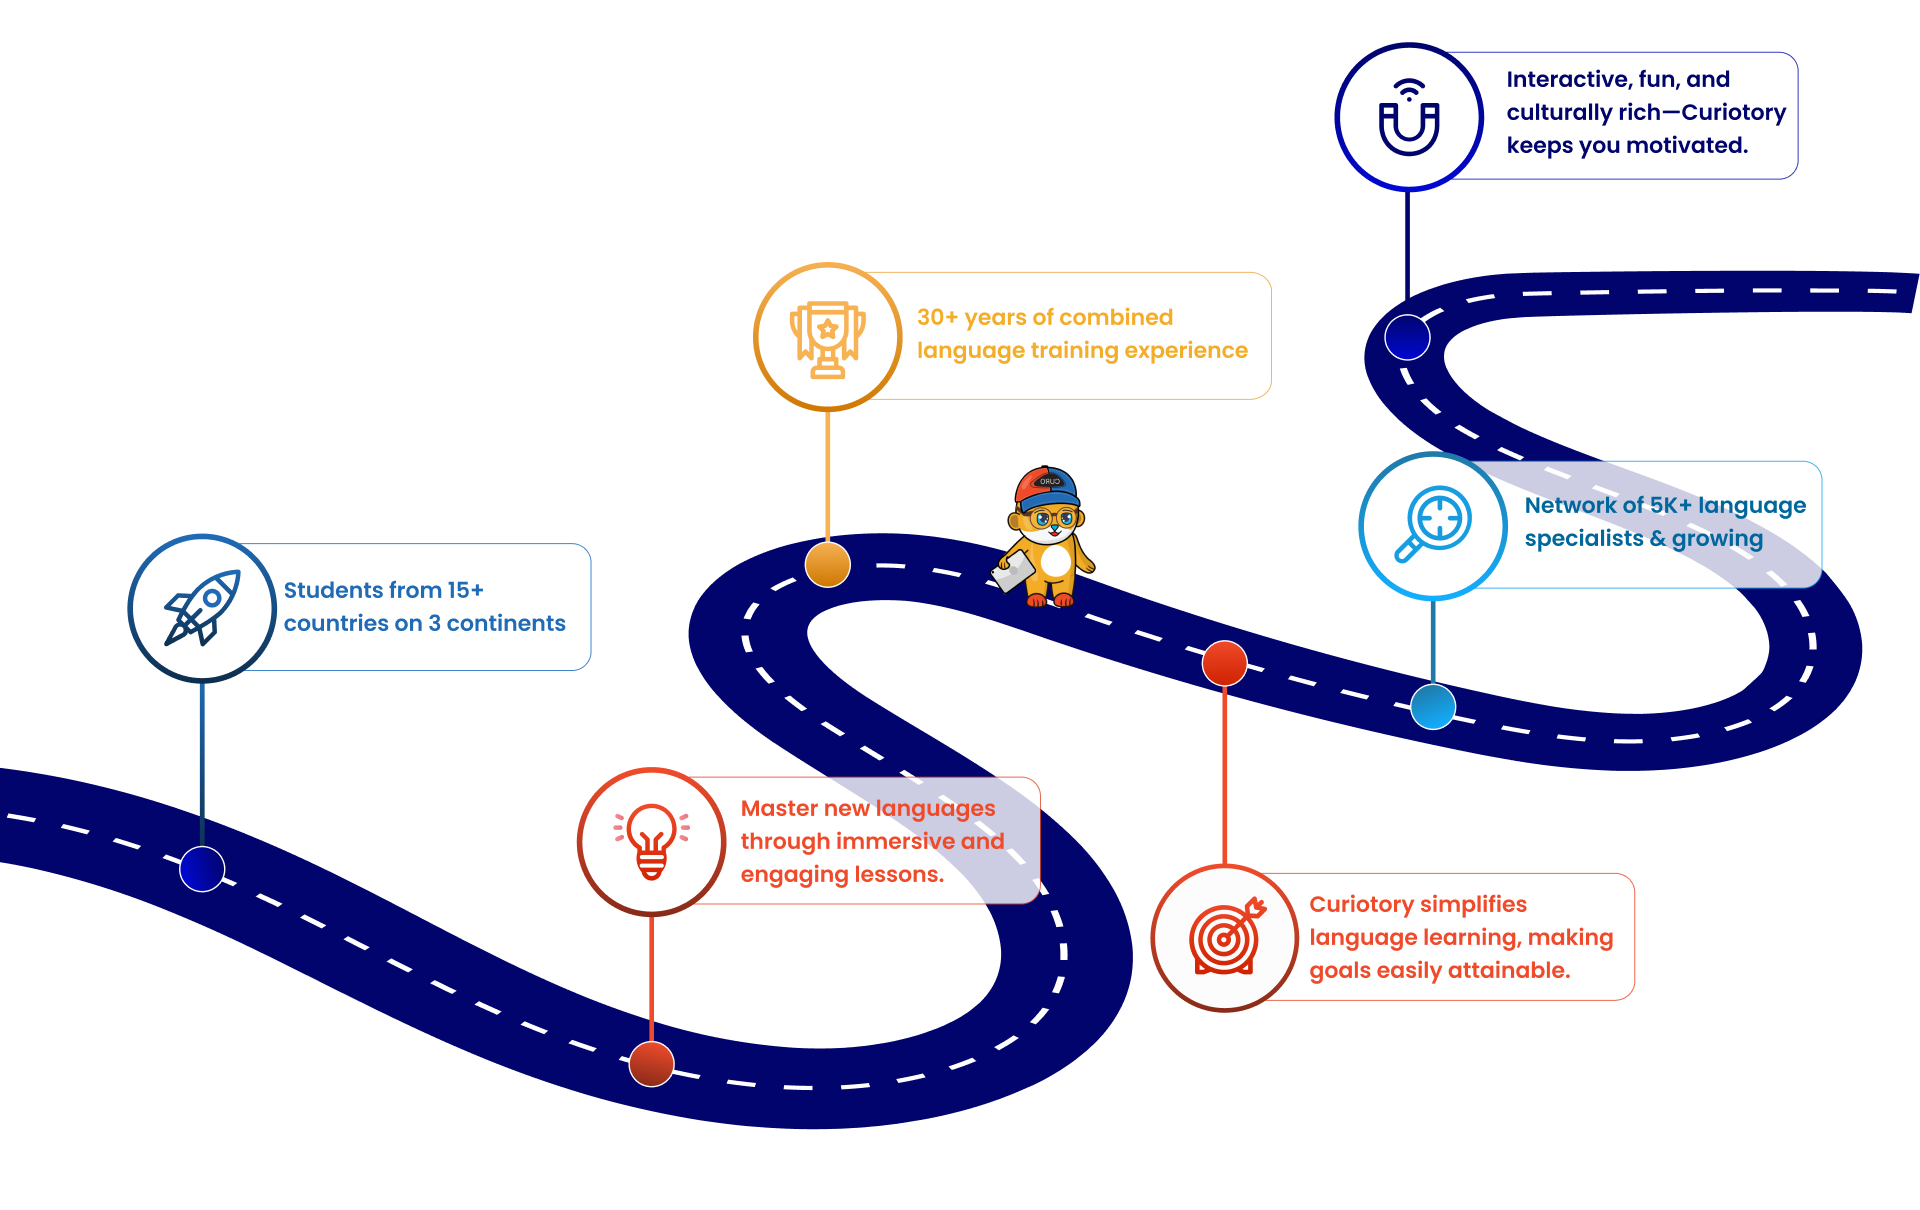 Interactive, fun, and
culturally rich—Curiotory
keeps you motivated.
30+ years of combined
language training experience
Network of 5K+ language
specialists & growing
Students from 15+
countries on 3 continents
Master new languages
through immersive and
engaging lessons.
Curiotory simplifies
language learning, making
goals easily attainable.